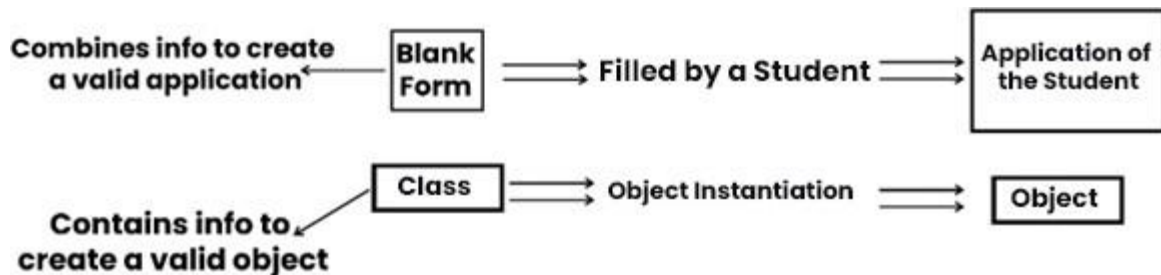 Combines info to create
a valid application
Blank
Form
Filled by a Student
Application of
the Student
Class
Object Instantiation
Object
Contains info to
create a valid object